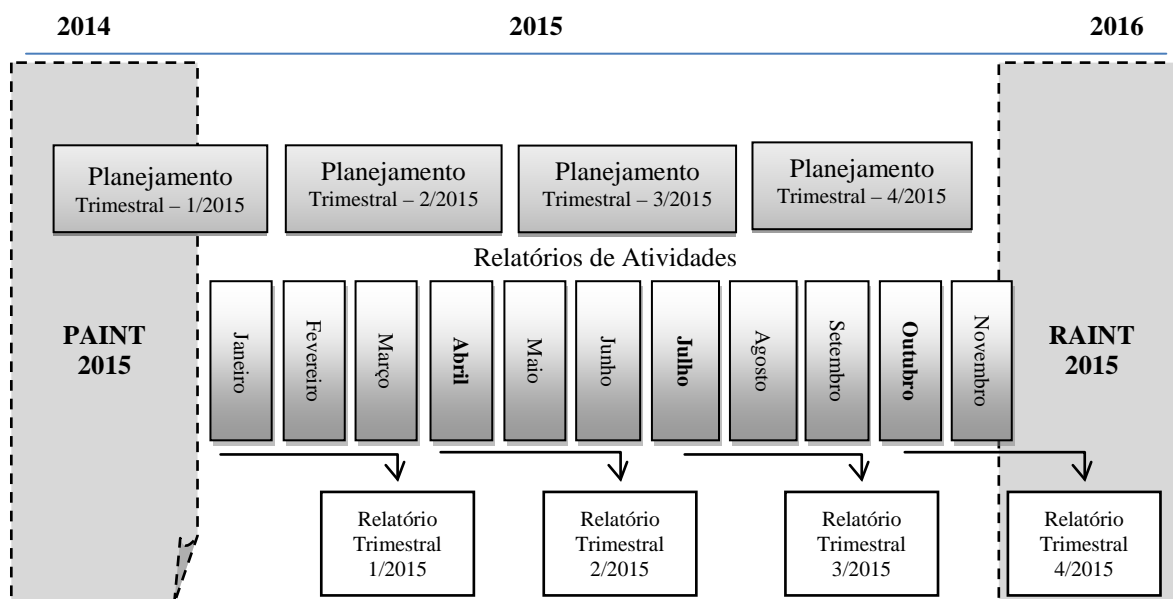 2014 2015 2016
Planejamento
Trimestral – 1/2015
Planejamento
Trimestral – 2/2015
Planejamento
Trimestral – 3/2015
Planejamento
Trimestral – 4/2015
Relatórios de Atividades
PAINT
2015
Janeiro
Fevereiro
Março
Abril
Maio
Junho
Julho
Agosto
Setembro
Outubro
Novembro
RAINT
2015
Relatório
Trimestral
1/2015
Relatório
Trimestral
2/2015
Relatório
Trimestral
3/2015
Relatório
Trimestral
4/2015